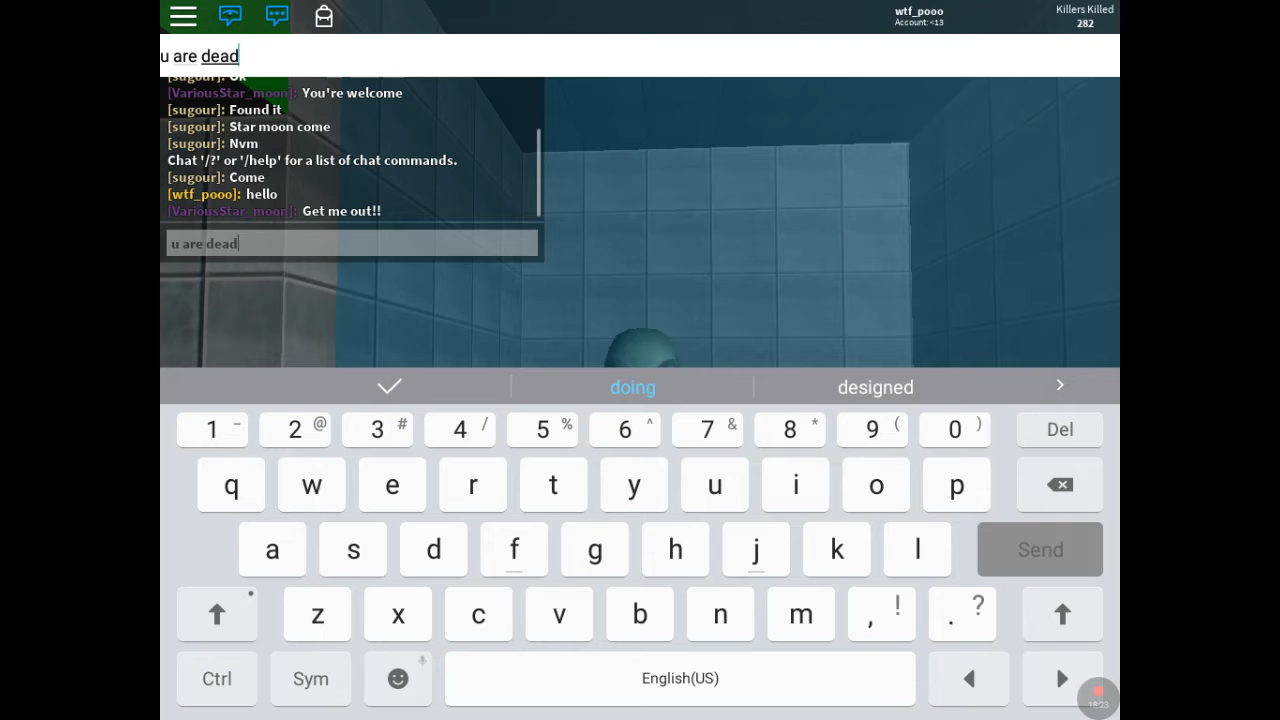 wtf_pooo
Account: <13
Killers Killed
282
u are dead
[sugour]: Ok
[VariousStar_moon]: You're welcome
[sugour]: Found it
[sugour]: Star moon come
[sugour]: Nvm
Chat '/?' or '/help' for a list of chat commands.
[sugour]: Come
[wtf_pooo]: hello
[VariousStar_moon]: Get me out!!
u are dead
doing designed
1 - 2 @ 3 # 4 / 5 % 6 ^ 7 & 8 * 9 ( 0 ) Del
q w e r t y u i o p
a s d f g h j k l Send
z x c v b n m , ! . ?
Ctrl Sym English(US)
18:23